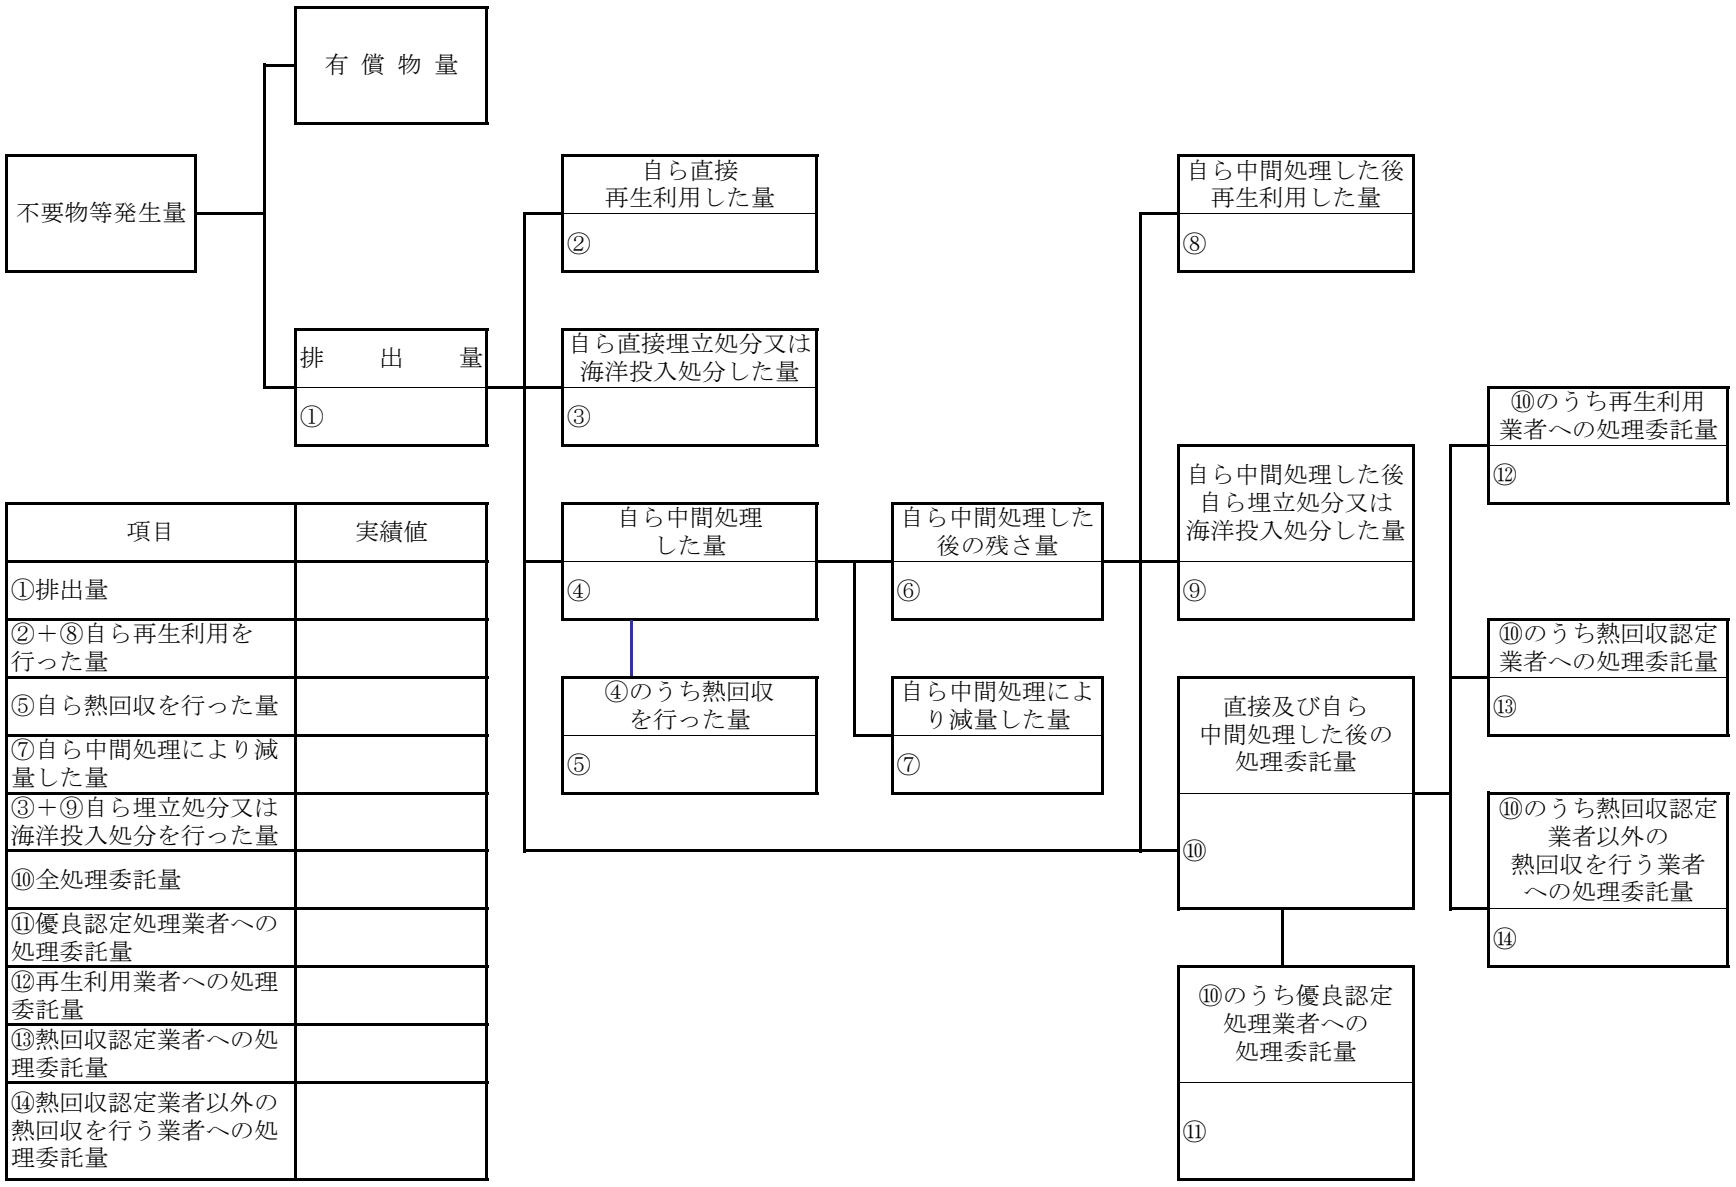 有償物量
不要物等発生量
排出量
①
自ら直接
再生利用した量
②
自ら直接埋立処分又は
海洋投入処分した量
③
自ら中間処理
した量
④
④のうち熱回収
を行った量
⑤
自ら中間処理した
後の残さ量
⑥
自ら中間処理によ
り減量した量
⑦
自ら中間処理した後
再生利用した量
⑧
自ら中間処理した後
自ら埋立処分又は
海洋投入処分した量
⑨
直接及び自ら
中間処理した後の
処理委託量
⑩
⑩のうち優良認定
処理業者への
処理委託量
⑪
⑩のうち再生利用
業者への処理委託量
⑫
⑩のうち熱回収認定
業者への処理委託量
⑬
⑩のうち熱回収認定
業者以外の
熱回収を行う業者
への処理委託量
⑭
項目 実績値
①排出量
②＋⑧自ら再生利用を
行った量
⑤自ら熱回収を行った量
⑦自ら中間処理により減
量した量
③＋⑨自ら埋立処分又は
海洋投入処分を行った量
⑩全処理委託量
⑪優良認定処理業者への
処理委託量
⑫再生利用業者への処理
委託量
⑬熱回収認定業者への処
理委託量
⑭熱回収認定業者以外の
熱回収を行う業者への処
理委託量